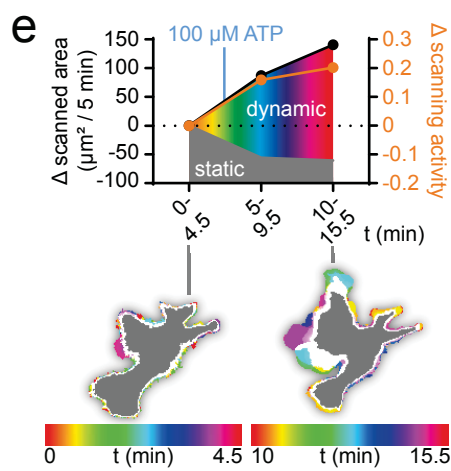 e
100 µM ATP
Δ scanned area
(µm² / 5 min)
150
100
50
0
-50
-100
dynamic
static
0.3
0.2
0.1
0
-0.1
-0.2
Δ scanning
activity
0-
4.5
5-
9.5
10-
15.5
t (min)
0 t (min) 4.5
10 t (min) 15.5